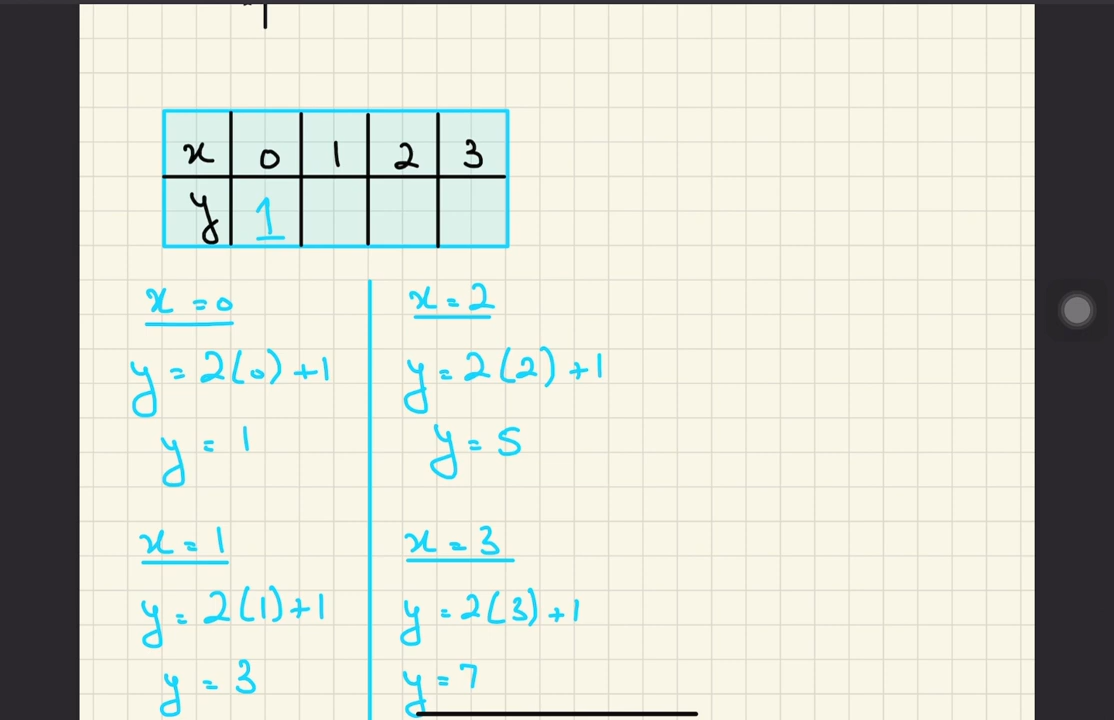 x 0 1 2 3
y 1
x = 0
y = 2(0) + 1
y = 1
x = 1
y = 2(1) + 1
y = 3
x = 2
y = 2(2) + 1
y = 5
x = 3
y = 2(3) + 1
y = 7